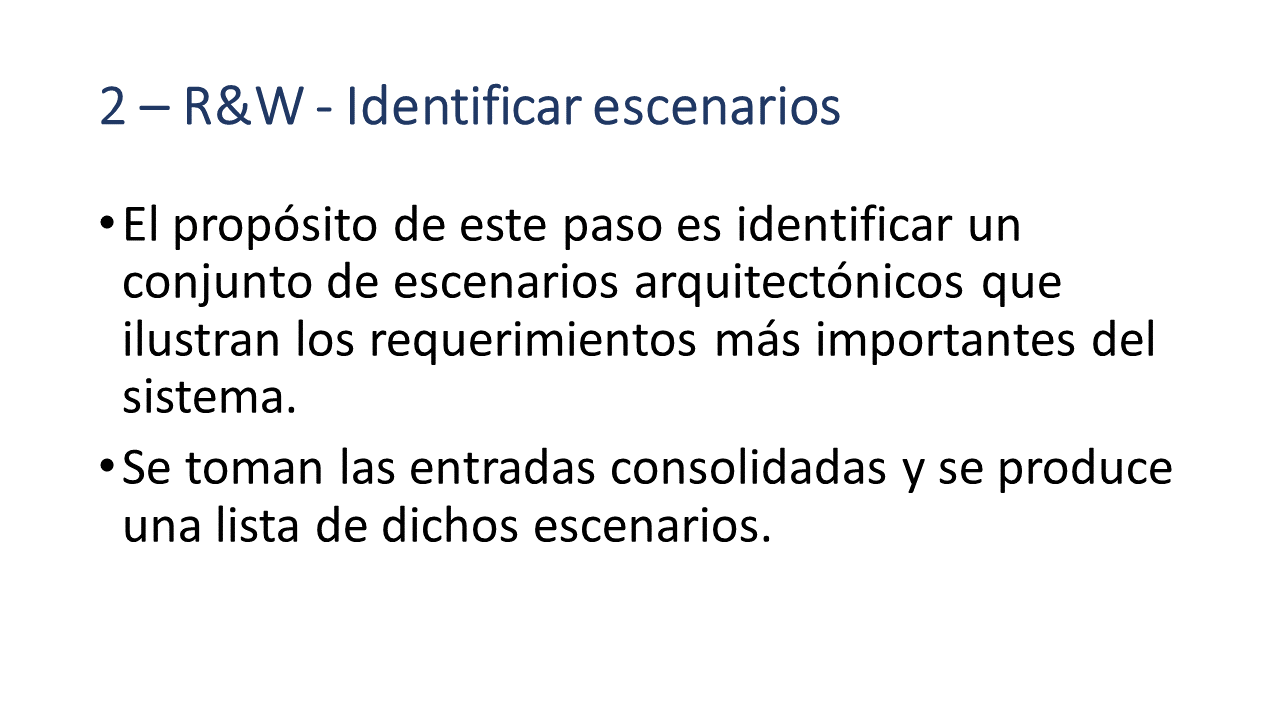 2 – R&W - Identificar escenarios
•El propósito de este paso es identificar un
conjunto de escenarios arquitectónicos que
ilustran los requerimientos más importantes del
sistema.
•Se toman las entradas consolidadas y se produce
una lista de dichos escenarios.